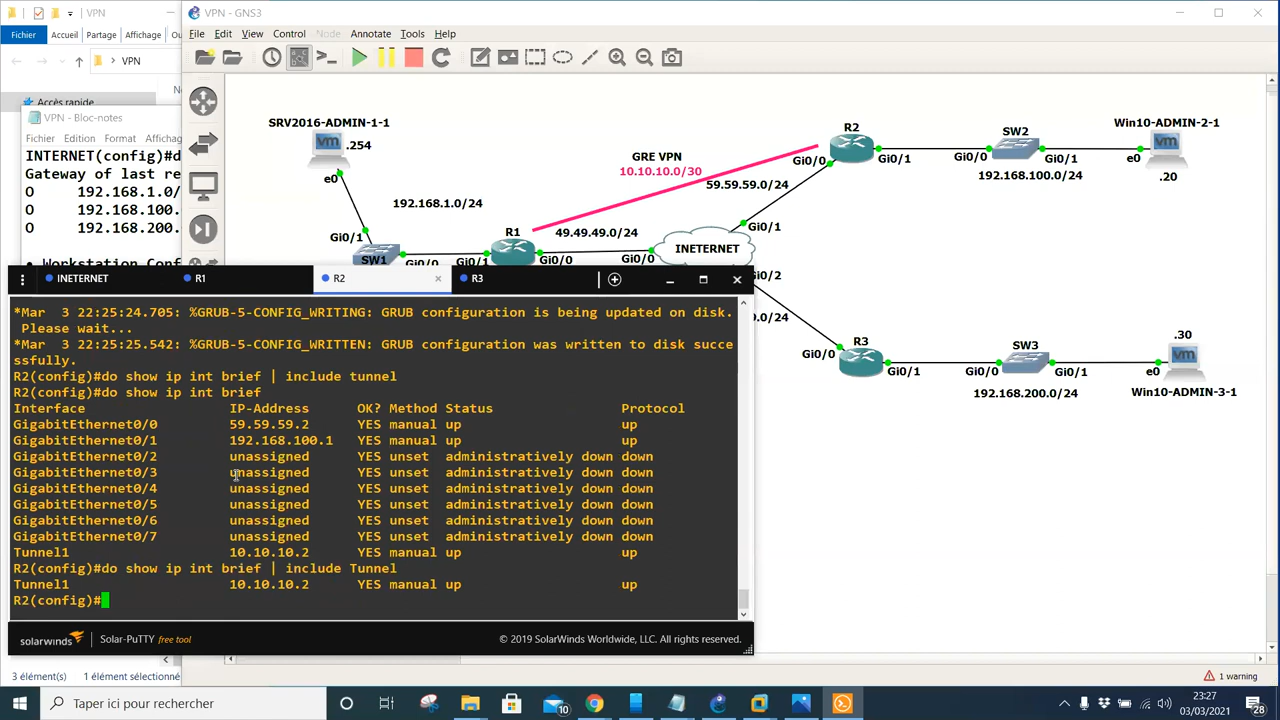 VPN
VPN - GNS3
Fichier Accueil Partage Affichage
File Edit View Control Node Annotate Tools Help
VPN
Accès rapide
VPN - Bloc-notes
Fichier Edition Format Affichage
INTERNET(config)#d
Gateway of last re
O 192.168.1.0/
O 192.168.100.
O 192.168.200.
SRV2016-ADMIN-1-1
.254
e0
192.168.1.0/24
Gi0/1
SW1
Gi0/0
R1
Gi0/1
Gi0/0
49.49.49.0/24
Gi0/0
INETERNET
GRE VPN
10.10.10.0/30
59.59.59.0/24
Gi0/1
Gi0/0
R2
Gi0/1
Gi0/0
SW2
Gi0/1
192.168.100.0/24
Win10-ADMIN-2-1
e0
.20
Gi0/2
.0/24
Gi0/0
R3
Gi0/1
Gi0/0
SW3
Gi0/1
192.168.200.0/24
.30
e0
Win10-ADMIN-3-1
INETERNET R1 R2 × R3
*Mar  3 22:25:24.705: %GRUB-5-CONFIG_WRITING: GRUB configuration is being updated on disk.
Please wait...
*Mar  3 22:25:25.542: %GRUB-5-CONFIG_WRITTEN: GRUB configuration was written to disk succe
ssfully.
R2(config)#do show ip int brief | include tunnel
R2(config)#do show ip int brief
Interface IP-Address OK? Method Status Protocol
GigabitEthernet0/0 59.59.59.2 YES manual up up
GigabitEthernet0/1 192.168.100.1 YES manual up up
GigabitEthernet0/2 unassigned YES unset administratively down down
GigabitEthernet0/3 unassigned YES unset administratively down down
GigabitEthernet0/4 unassigned YES unset administratively down down
GigabitEthernet0/5 unassigned YES unset administratively down down
GigabitEthernet0/6 unassigned YES unset administratively down down
GigabitEthernet0/7 unassigned YES unset administratively down down
Tunnel1 10.10.10.2 YES manual up up
R2(config)#do show ip int brief | include Tunnel
Tunnel1 10.10.10.2 YES manual up up
R2(config)#
solarwinds Solar-PuTTY free tool
© 2019 SolarWinds Worldwide, LLC. All rights reserved.
3 élément(s) 1 élément sélectionné
1 warning
Taper ici pour rechercher
10
23:27
03/03/2021
28